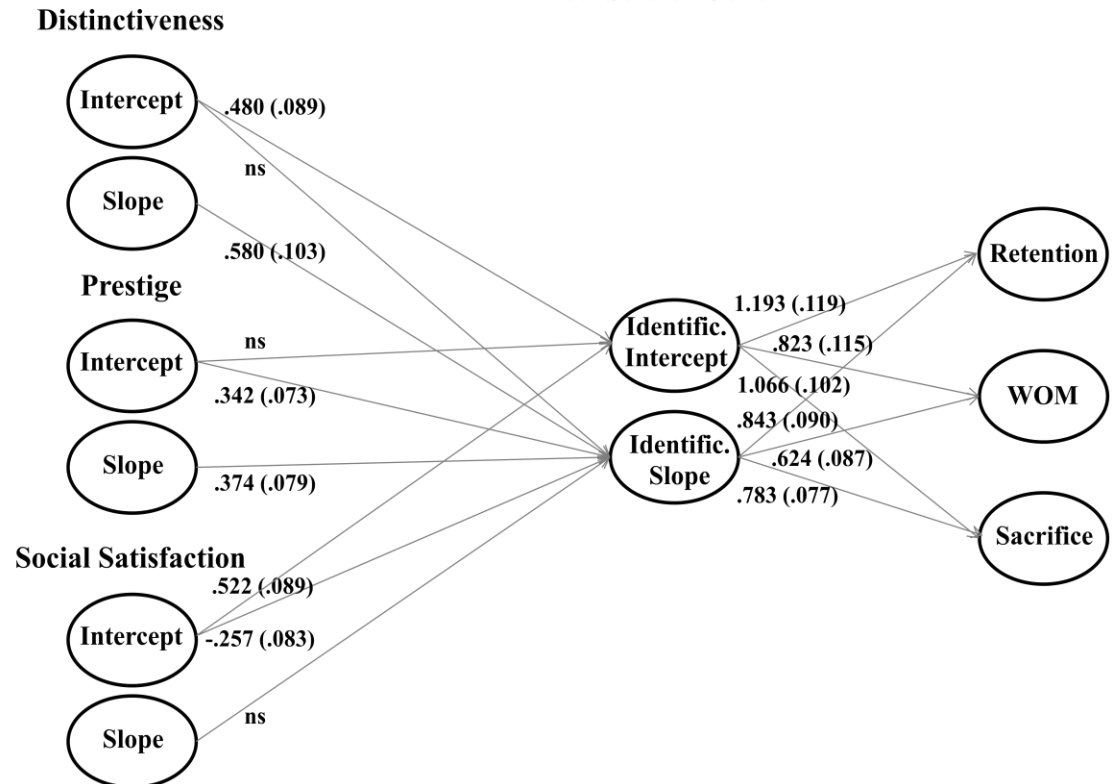 Distinctiveness
Intercept
.480 (.089)
ns
Slope
.580 (.103)
Prestige
Intercept
ns
.342 (.073)
Slope
.374 (.079)
Social Satisfaction
Intercept
.522 (.089)
-.257 (.083)
Slope
ns
Identific.
Intercept
1.193 (.119)
.823 (.115)
1.066 (.102)
Identific.
Slope
.843 (.090)
.624 (.087)
.783 (.077)
Retention
WOM
Sacrifice